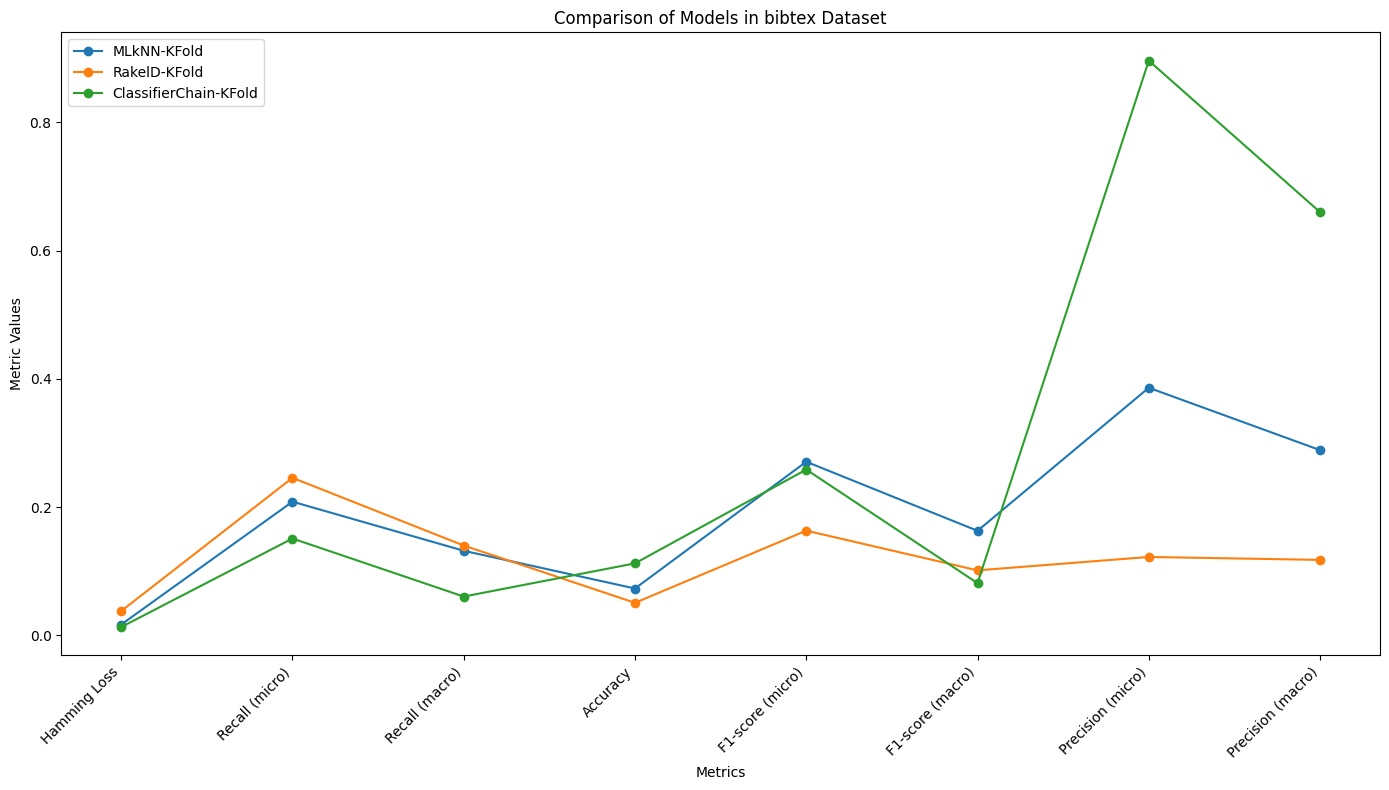 Comparison of Models in bibtex Dataset
MLkNN-KFold
RakelD-KFold
ClassifierChain-KFold
Metric Values
0.8
0.6
0.4
0.2
0.0
Hamming Loss
Recall (micro)
Recall (macro)
Accuracy
F1-score (micro)
F1-score (macro)
Precision (micro)
Precision (macro)
Metrics